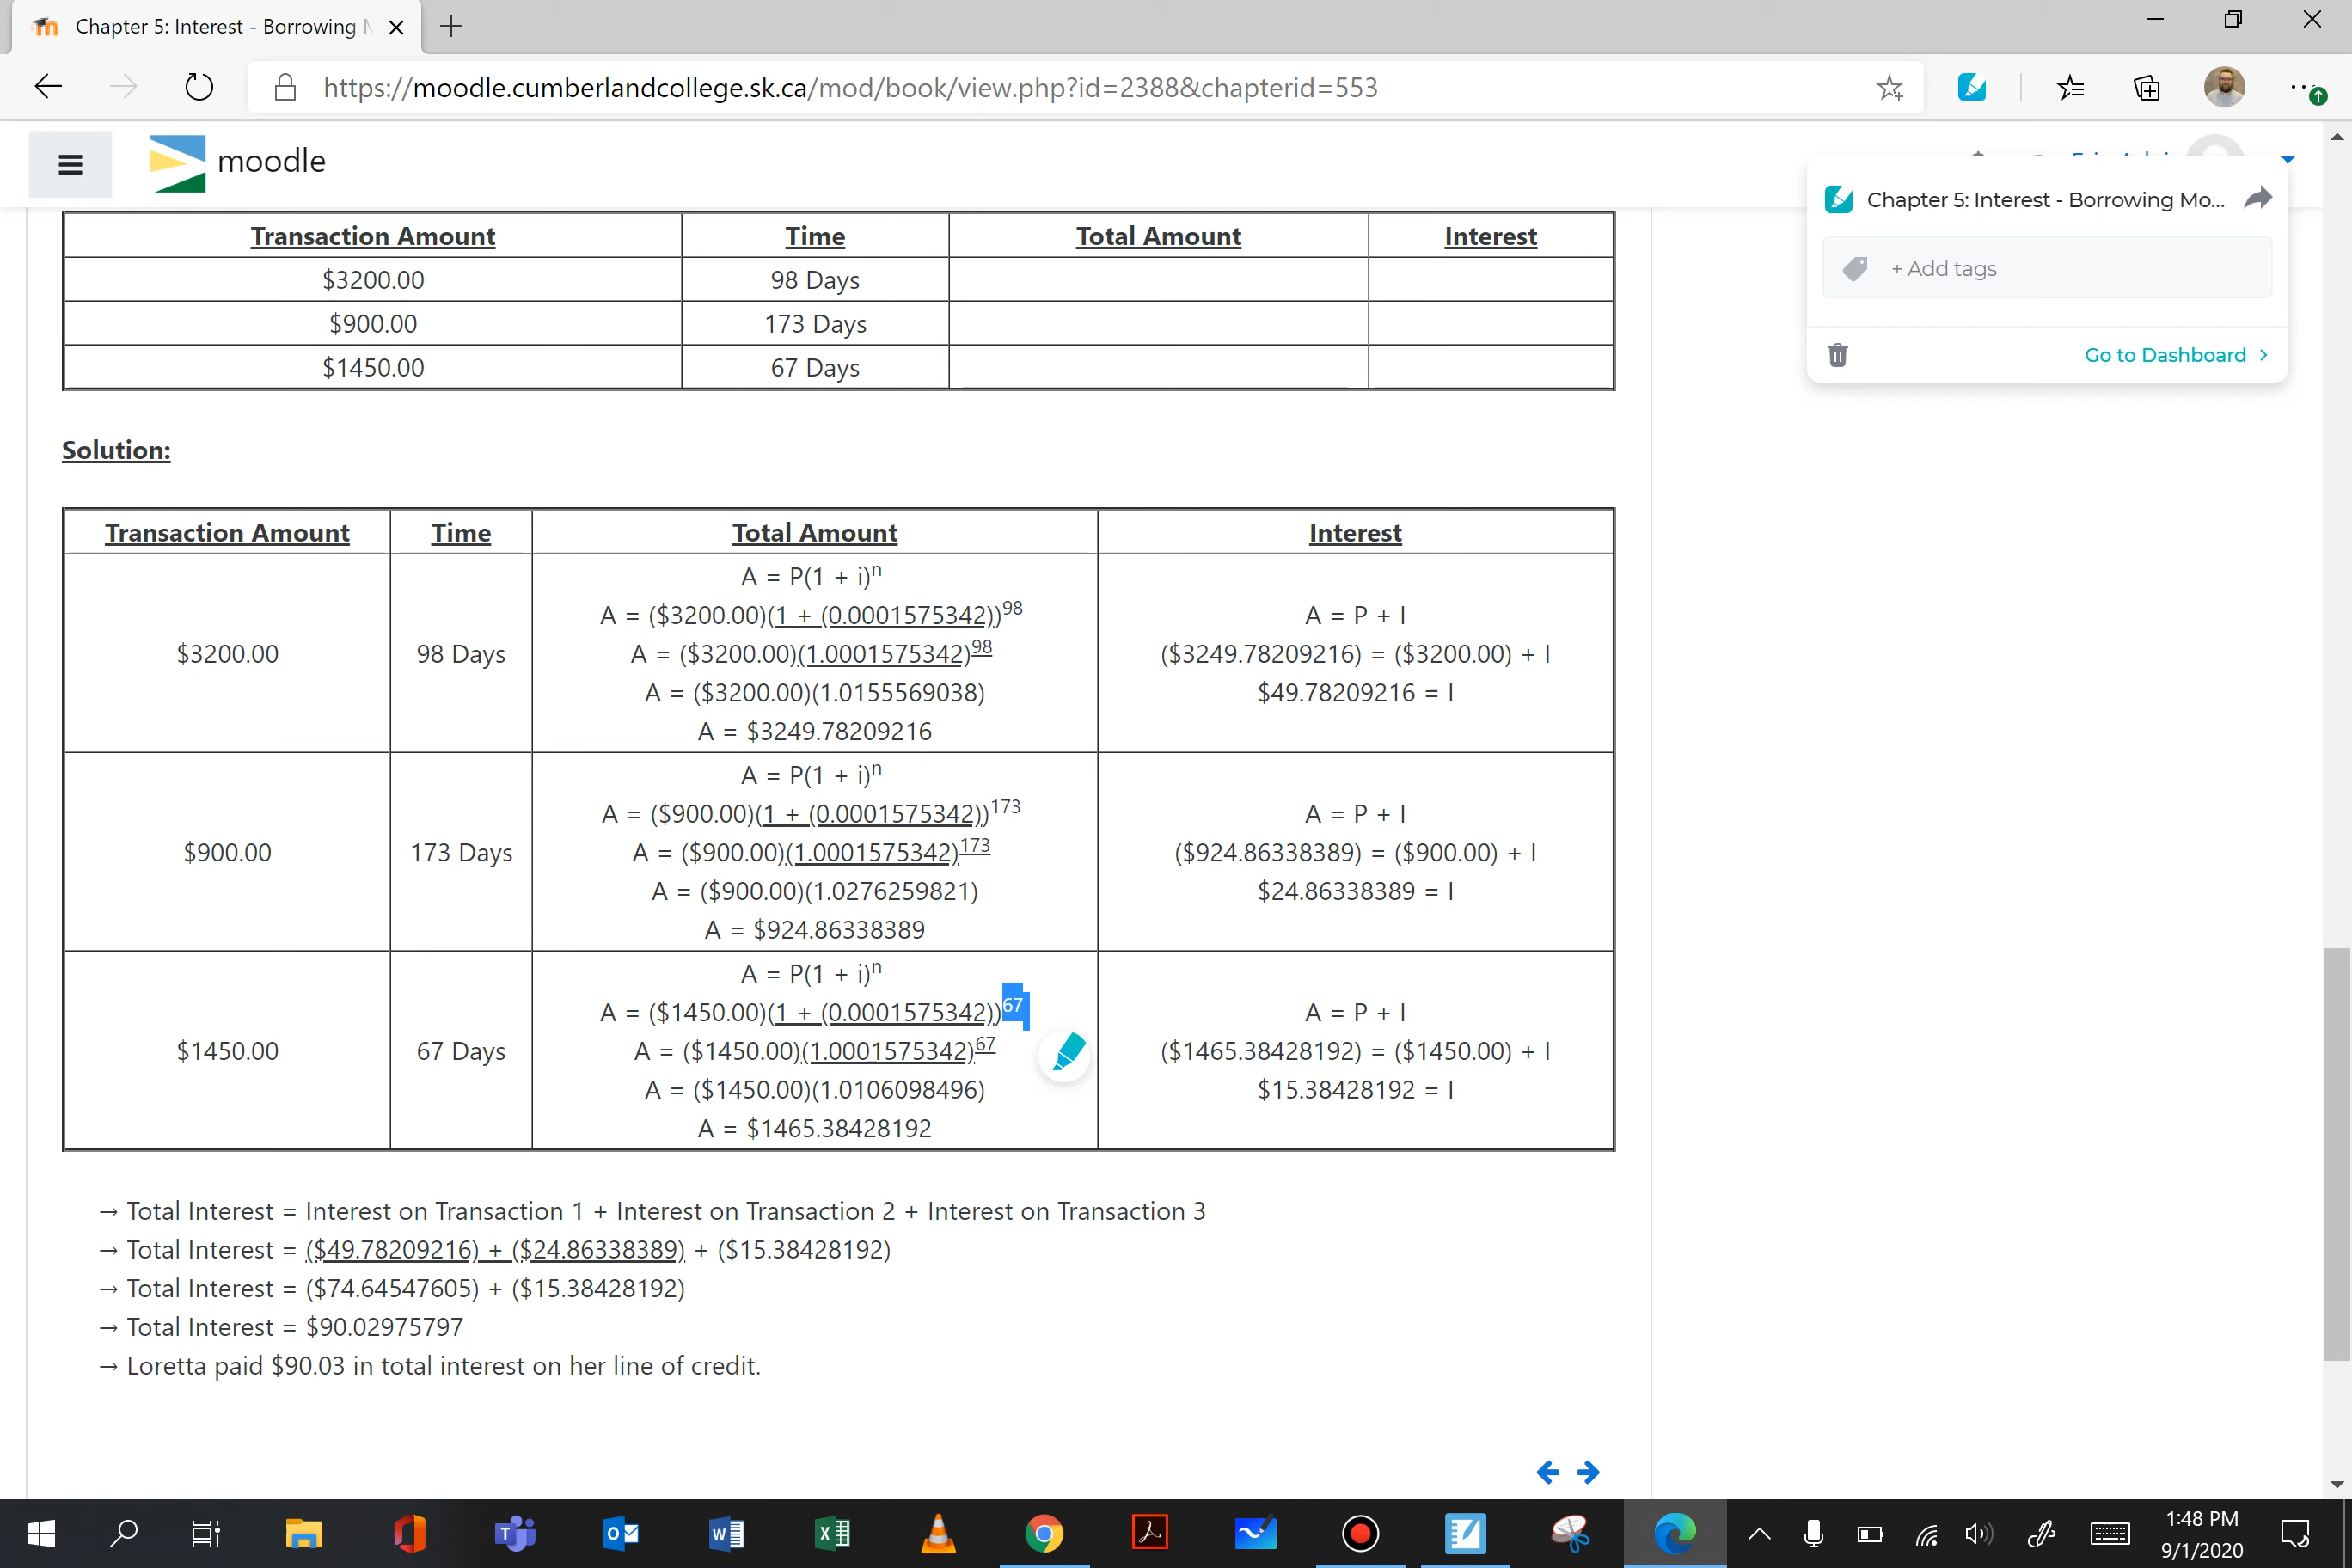 Chapter 5: Interest - Borrowing
https://moodle.cumberlandcollege.sk.ca/mod/book/view.php?id=2388&chapterid=553
moodle
Chapter 5: Interest - Borrowing Mo...
+ Add tags
Go to Dashboard >
Transaction Amount Time Total Amount Interest
$3200.00 98 Days
$900.00 173 Days
$1450.00 67 Days
Solution:
Transaction Amount Time Total Amount Interest
$3200.00 98 Days
A = P(1 + i)ⁿ
A = ($3200.00)(1 + (0.0001575342))⁹⁸
A = ($3200.00)(1.0001575342)⁹⁸
A = ($3200.00)(1.0155569038)
A = $3249.78209216
A = P + I
($3249.78209216) = ($3200.00) + I
$49.78209216 = I
$900.00 173 Days
A = P(1 + i)ⁿ
A = ($900.00)(1 + (0.0001575342))¹⁷³
A = ($900.00)(1.0001575342)¹⁷³
A = ($900.00)(1.0276259821)
A = $924.86338389
A = P + I
($924.86338389) = ($900.00) + I
$24.86338389 = I
$1450.00 67 Days
A = P(1 + i)ⁿ
A = ($1450.00)(1 + (0.0001575342))⁶⁷
A = ($1450.00)(1.0001575342)⁶⁷
A = ($1450.00)(1.0106098496)
A = $1465.38428192
A = P + I
($1465.38428192) = ($1450.00) + I
$15.38428192 = I
→ Total Interest = Interest on Transaction 1 + Interest on Transaction 2 + Interest on Transaction 3
→ Total Interest = ($49.78209216) + ($24.86338389) + ($15.38428192)
→ Total Interest = ($74.64547605) + ($15.38428192)
→ Total Interest = $90.02975797
→ Loretta paid $90.03 in total interest on her line of credit.
1:48 PM
9/1/2020